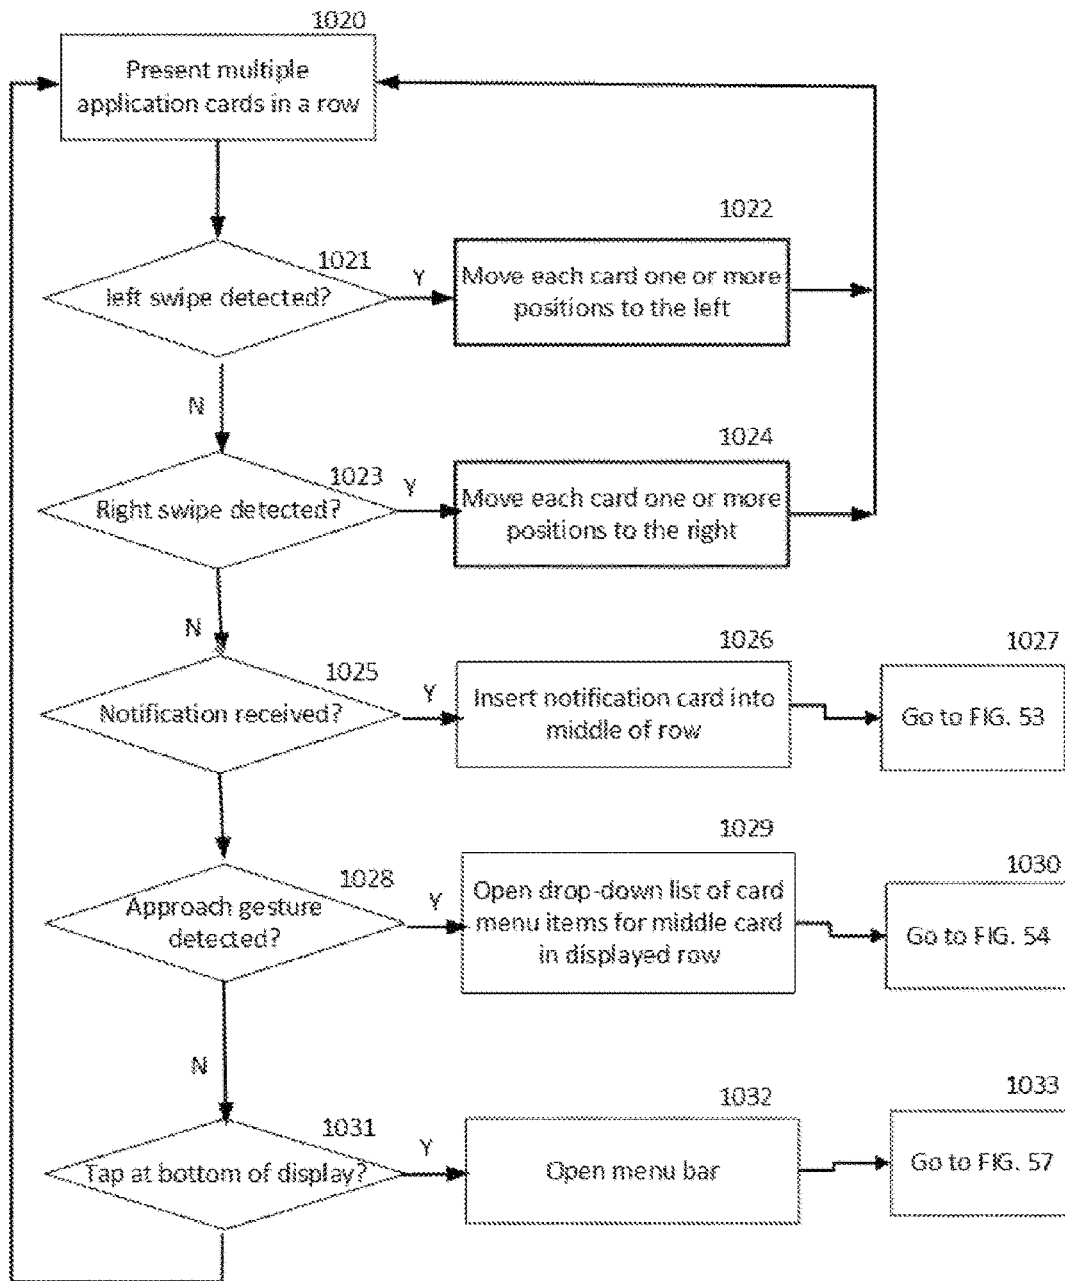 1020
Present multiple
application cards in a row
1022
1021
Y
left swipe detected?
Move each card one or more
positions to the left
N
1024
1023
Y
Right swipe detected?
Move each card one or more
positions to the right
N
1026
1027
1025
Y
Notification received?
Insert notification card into
middle of row
Go to FIG. 53
1029
1030
1028
Y
Approach gesture
detected?
Open drop-down list of card
menu items for middle card
in displayed row
Go to FIG. 54
N
1032
1033
1031
Y
Tap at bottom of display?
Open menu bar
Go to FIG. 57